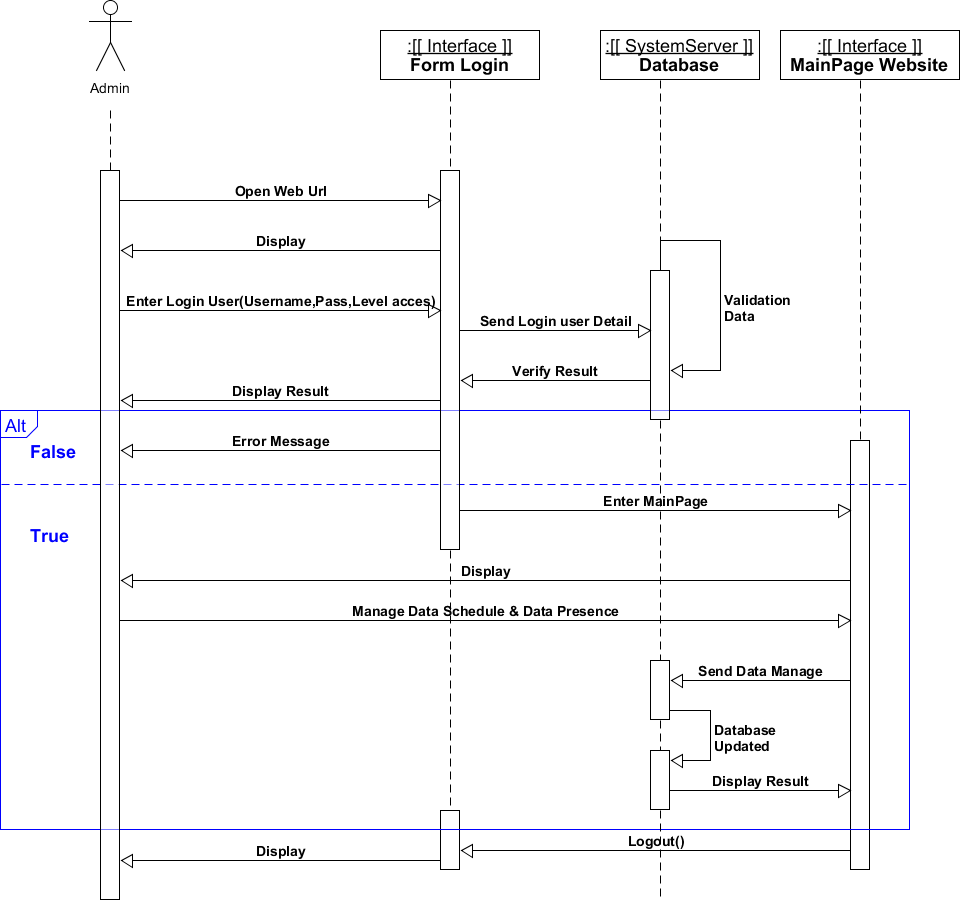 Admin
:[[ Interface ]]
Form Login
:[[ SystemServer ]]
Database
:[[ Interface ]]
MainPage Website
Open Web Url
Display
Enter Login User(Username,Pass,Level acces)
Validation
Data
Send Login user Detail
Verify Result
Display Result
Alt
False
Error Message
Enter MainPage
True
Display
Manage Data Schedule & Data Presence
Send Data Manage
Database
Updated
Display Result
Logout()
Display